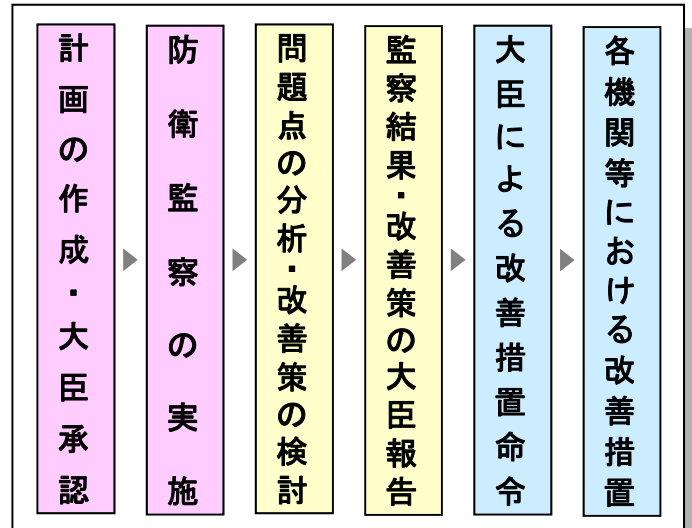 計画の作成・大臣承認
防衛監察の実施
問題点の分析・改善策の検討
監察結果・改善策の大臣報告
大臣による改善措置命令
各機関等における改善措置